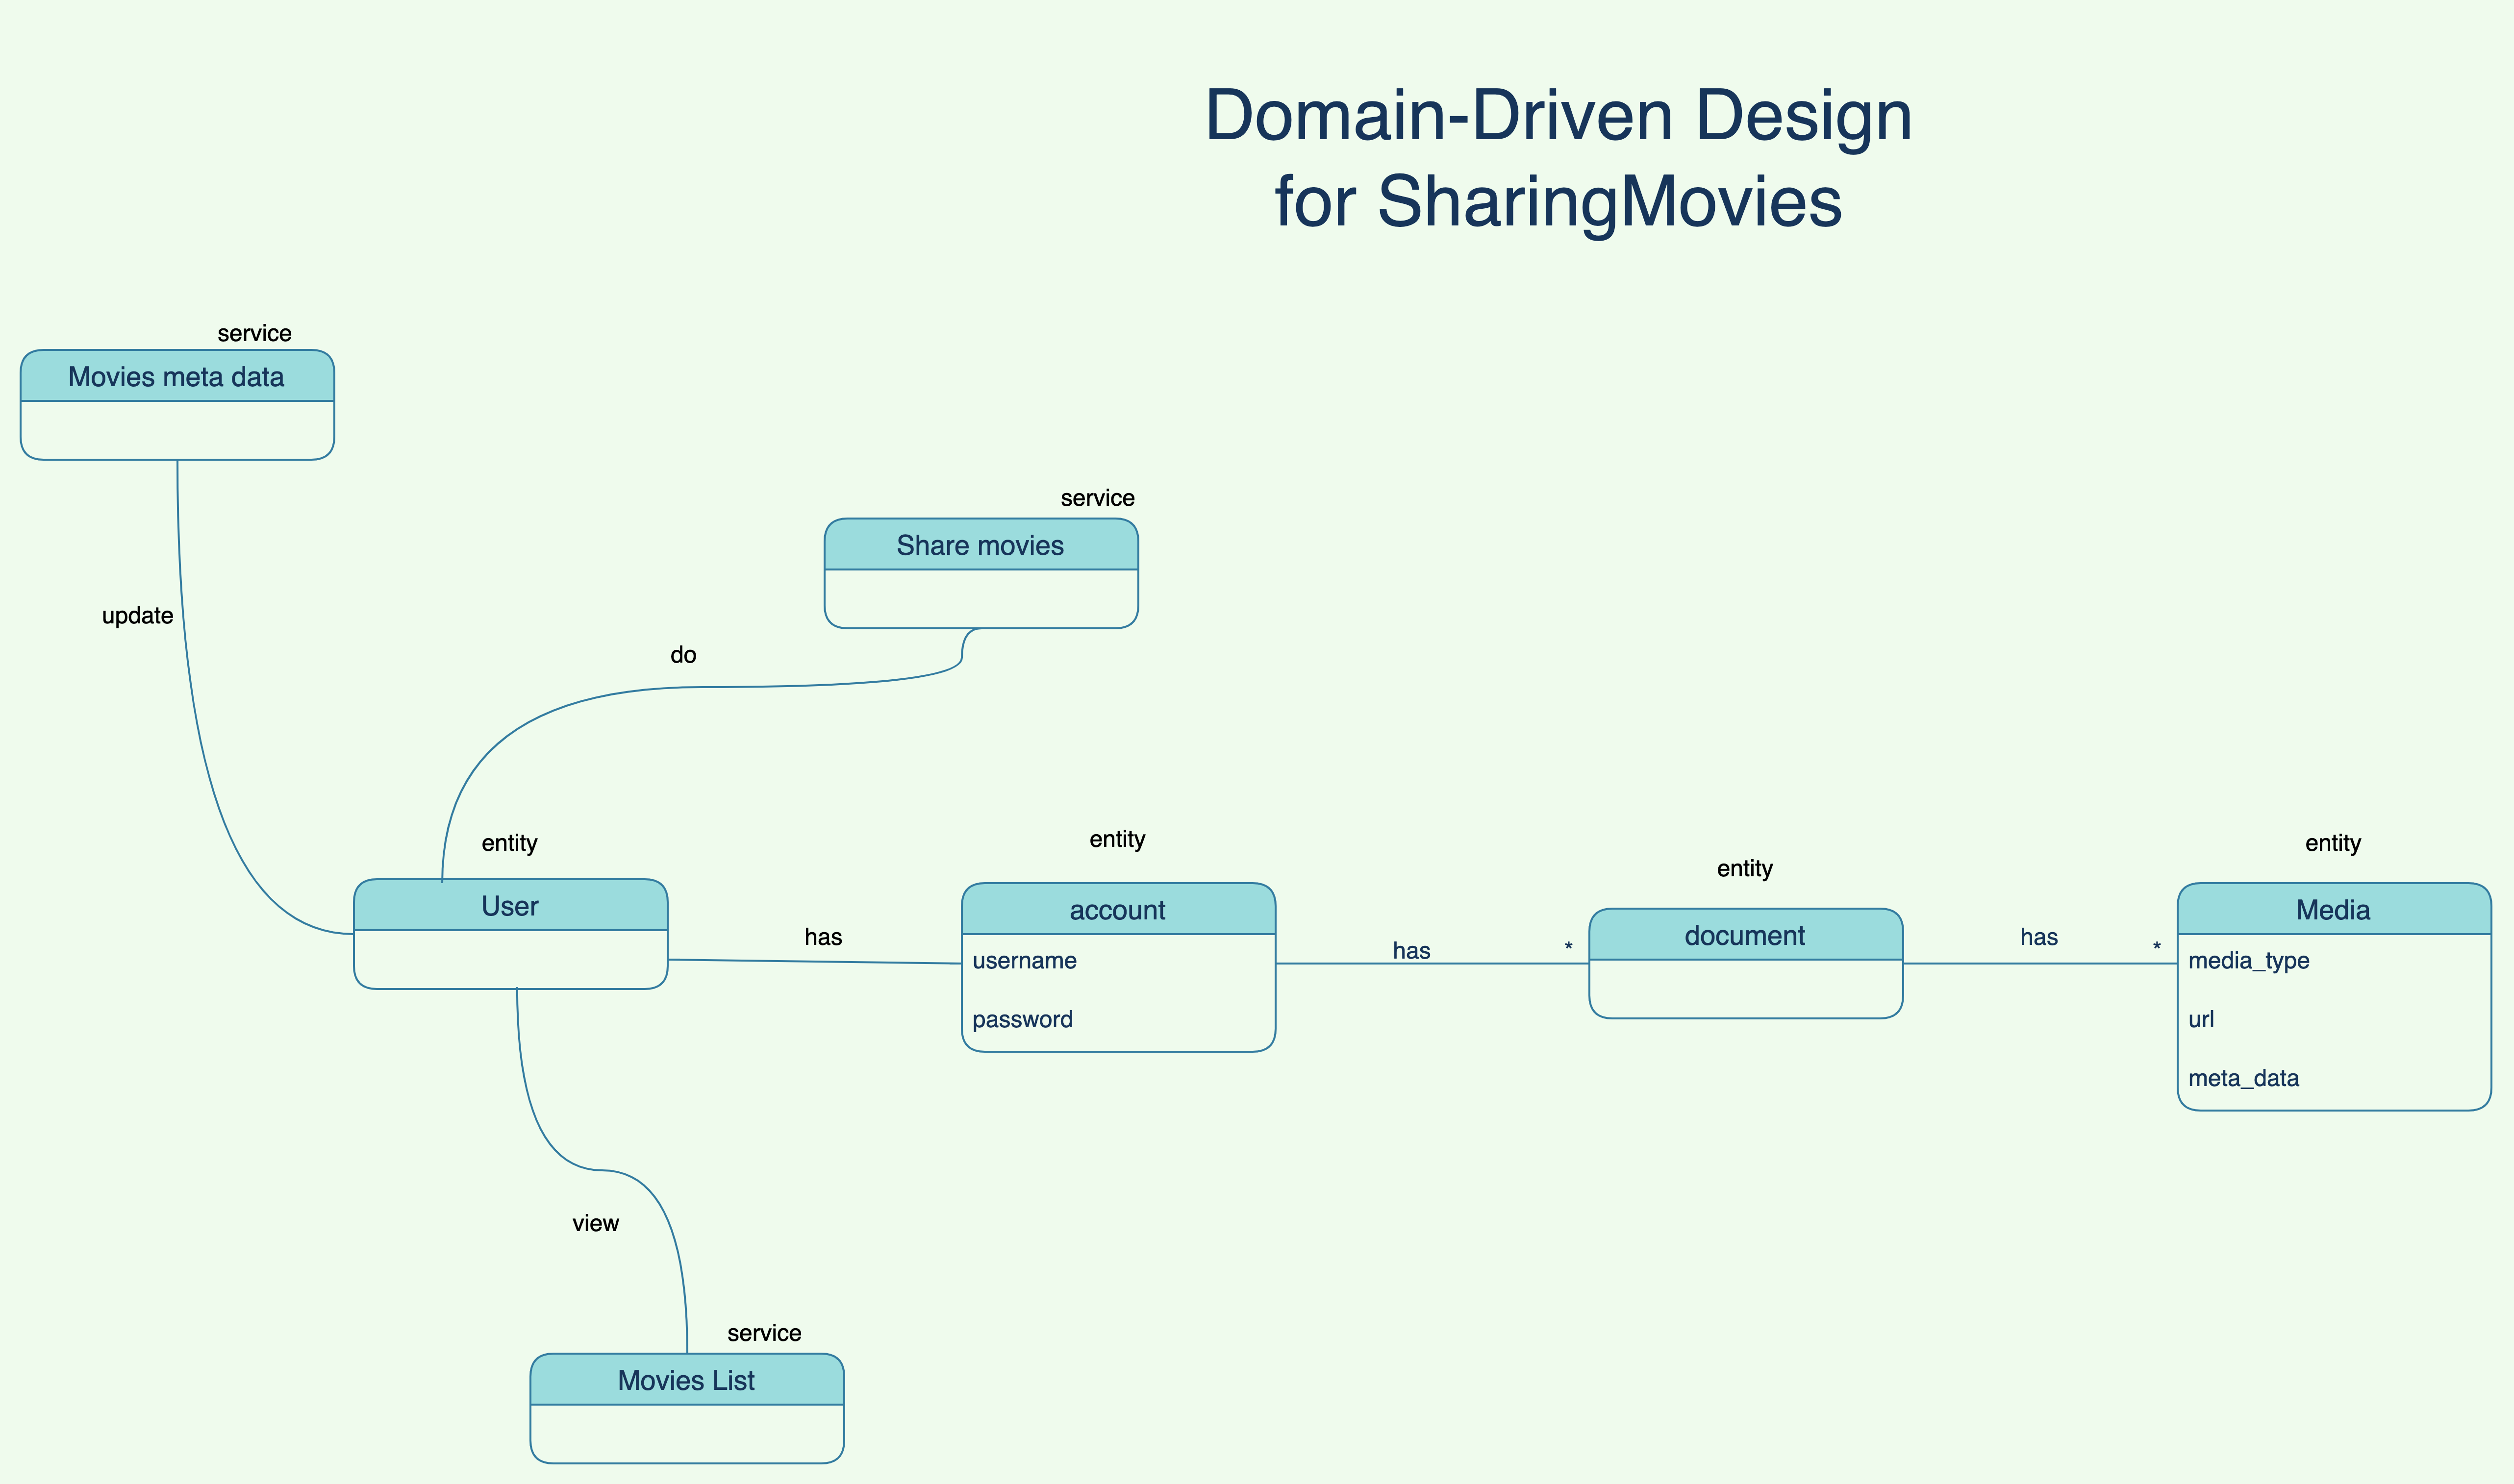 Domain-Driven Design
for SharingMovies
service
Movies meta data
service
Share movies
update
do
entity
User
has
entity
account
username
password
has
*
entity
document
has
*
entity
Media
media_type
url
meta_data
view
service
Movies List